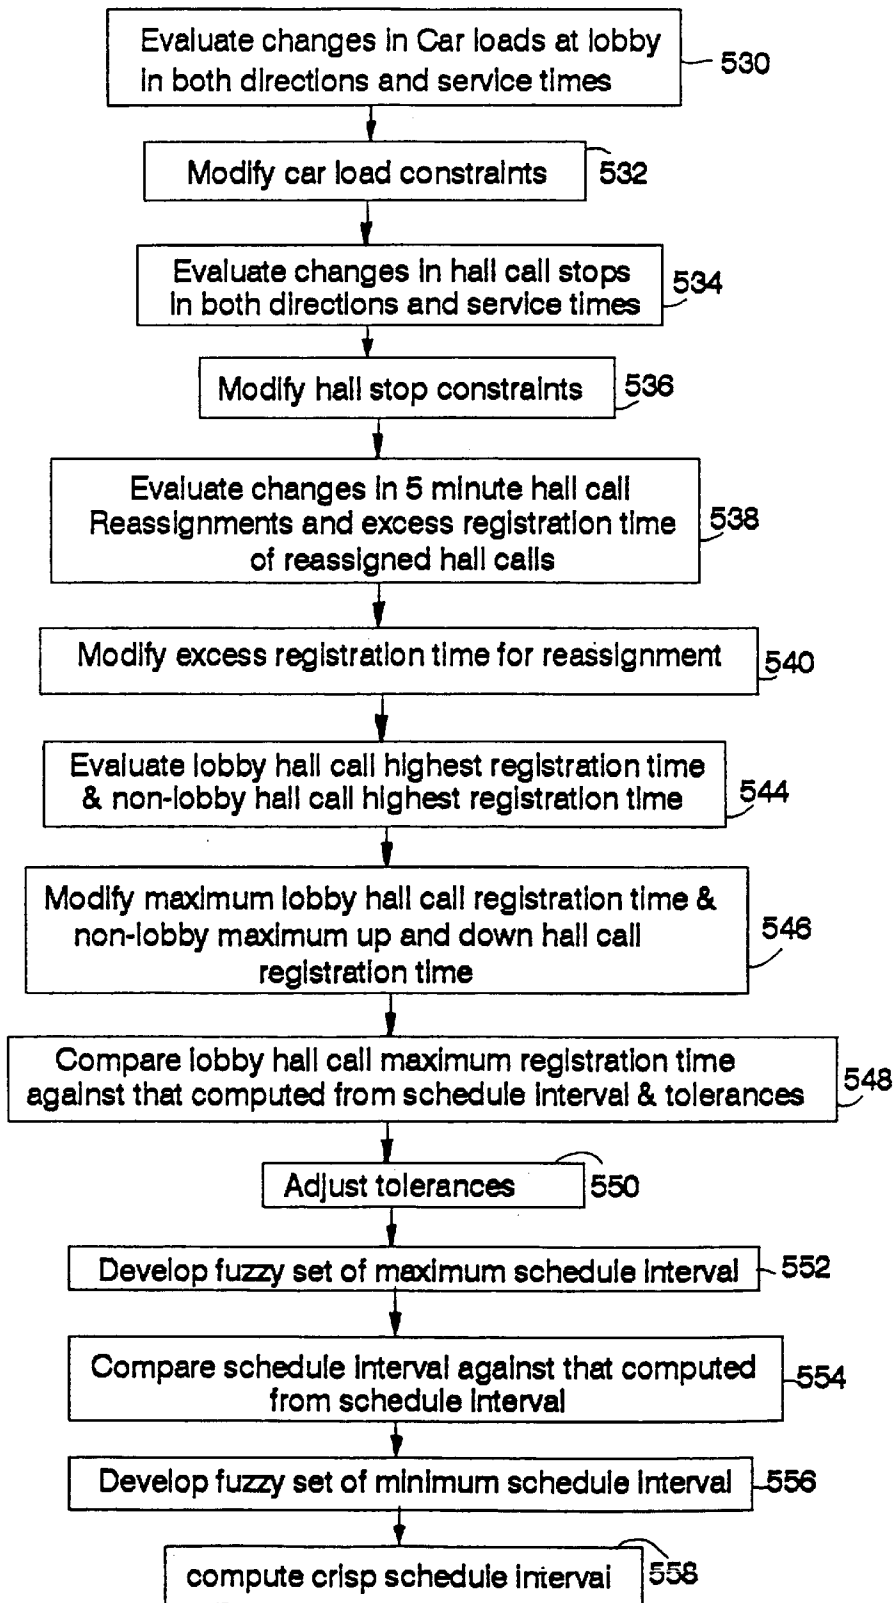 Evaluate changes in Car loads at lobby
in both directions and service times
530
Modify car load constraints
532
Evaluate changes in hall call stops
in both directions and service times
534
Modify hall stop constraints
536
Evaluate changes in 5 minute hall call
Reassignments and excess registration time
of reassigned hall calls
538
Modify excess registration time for reassignment
540
Evaluate lobby hall call highest registration time
& non-lobby hall call highest registration time
544
Modify maximum lobby hall call registration time &
non-lobby maximum up and down hall call
registration time
546
Compare lobby hall call maximum registration time
against that computed from schedule interval & tolerances
548
Adjust tolerances
550
Develop fuzzy set of maximum schedule interval
552
Compare schedule interval against that computed
from schedule interval
554
Develop fuzzy set of minimum schedule interval
556
compute crisp schedule interval
558